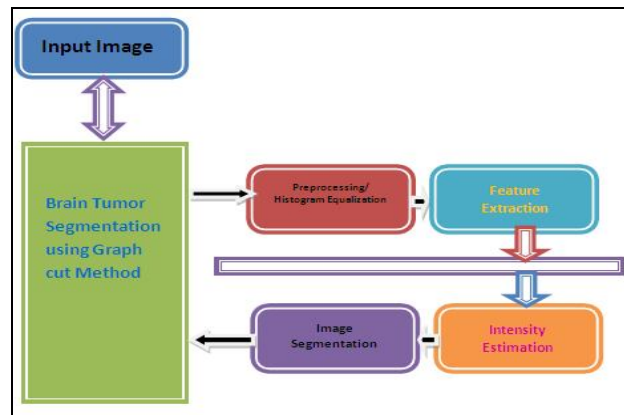 Input Image
Brain Tumor
Segmentation
using Graph
cut Method
Preprocessing/
Histogram Equalization
Feature
Extraction
Image
Segmentation
Intensity
Estimation